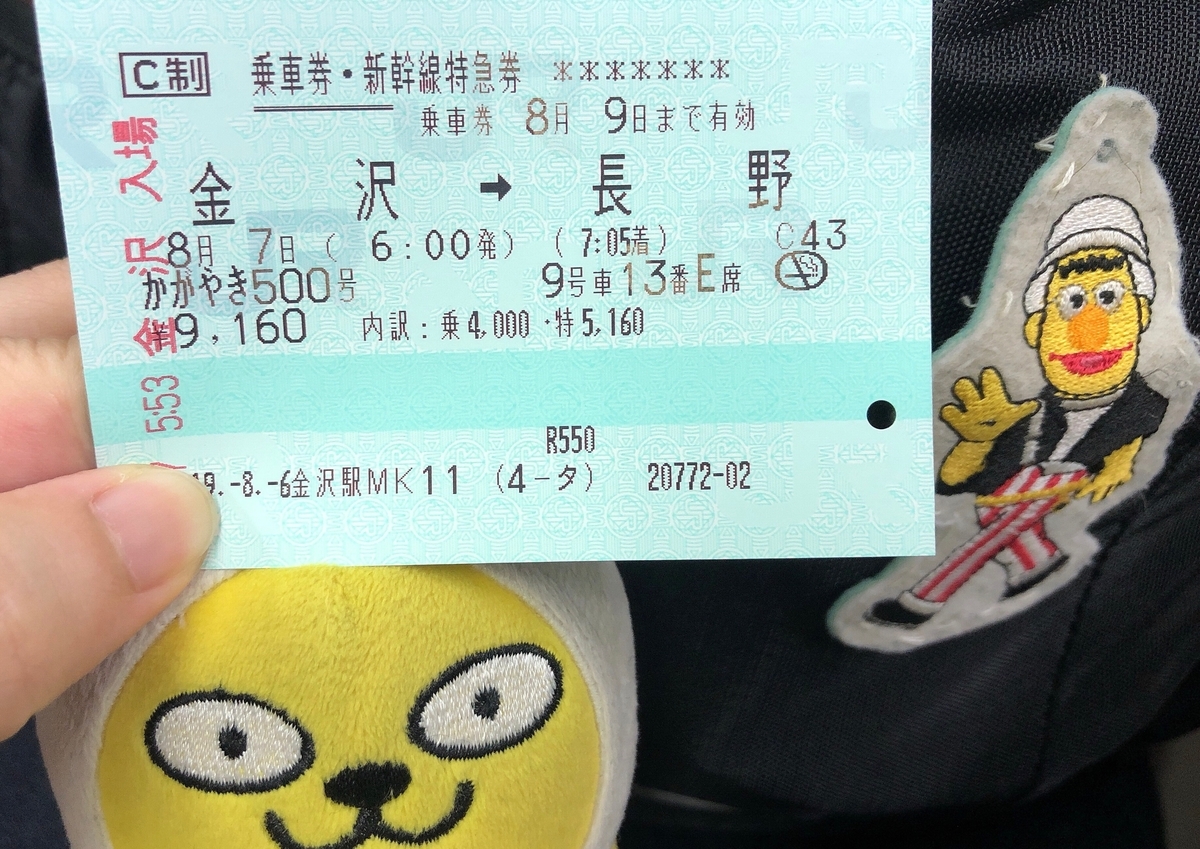 C制 乗車券・新幹線特急券 *******
乗車券 8月 9日まで有効
金 沢 → 長 野
8月 7日 ( 6:00発) ( 7:05着) C43
かがやき500号 9号車13番E席
¥9,160 内訳:乗4,000・特5,160
R550
19.-8.-6金沢駅MK11 (4-タ) 20772-02
5:53 金沢 入場